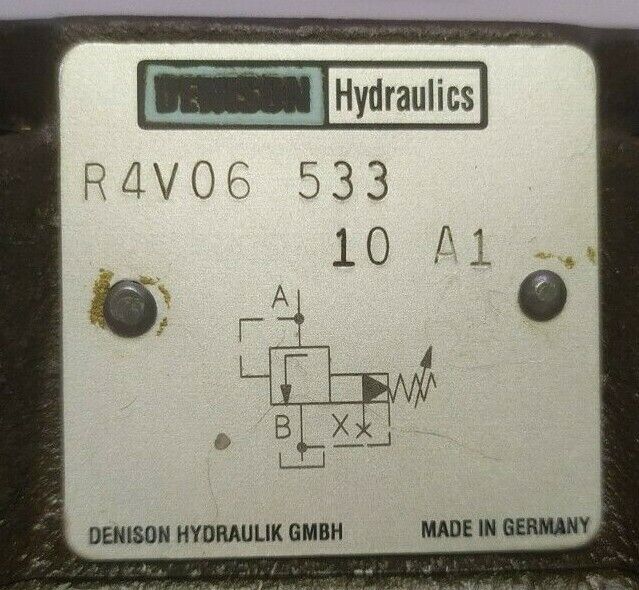 DENISON Hydraulics
R4V06 533
10 A1
A
B X
DENISON HYDRAULIK GMBH MADE IN GERMANY